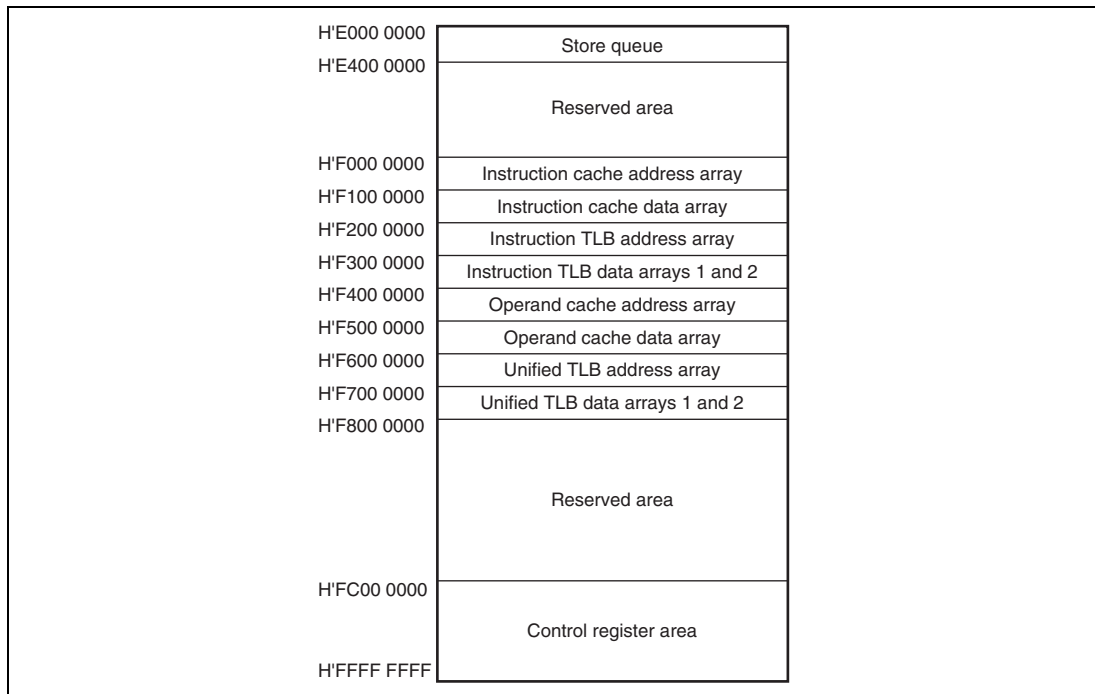 H'E000 0000
Store queue
H'E400 0000
Reserved area
H'F000 0000
Instruction cache address array
H'F100 0000
Instruction cache data array
H'F200 0000
Instruction TLB address array
H'F300 0000
Instruction TLB data arrays 1 and 2
H'F400 0000
Operand cache address array
H'F500 0000
Operand cache data array
H'F600 0000
Unified TLB address array
H'F700 0000
Unified TLB data arrays 1 and 2
H'F800 0000
Reserved area
H'FC00 0000
Control register area
H'FFFF FFFF